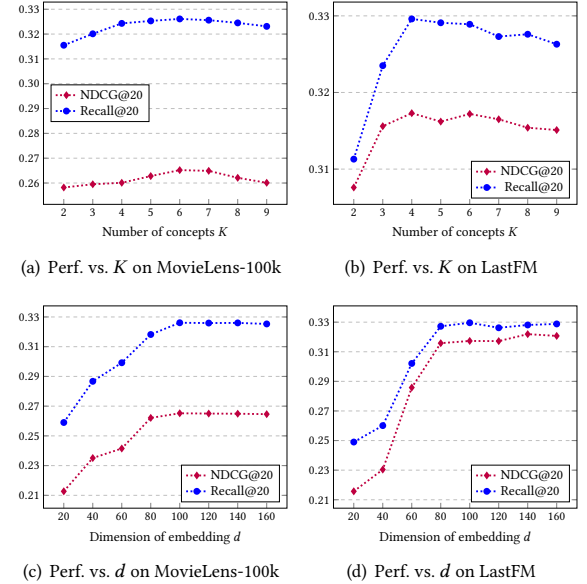 0.33
0.32
0.31
0.30
0.29
0.28
0.27
0.26
NDCG@20
Recall@20
2 3 4 5 6 7 8 9
Number of concepts K
(a) Perf. vs. K on MovieLens-100k
0.33
0.32
0.31
NDCG@20
Recall@20
2 3 4 5 6 7 8 9
Number of concepts K
(b) Perf. vs. K on LastFM
0.33
0.31
0.29
0.27
0.25
0.23
0.21
NDCG@20
Recall@20
20 40 60 80 100 120 140 160
Dimension of embedding d
(c) Perf. vs. d on MovieLens-100k
0.33
0.31
0.29
0.27
0.25
0.23
0.21
NDCG@20
Recall@20
20 40 60 80 100 120 140 160
Dimension of embedding d
(d) Perf. vs. d on LastFM